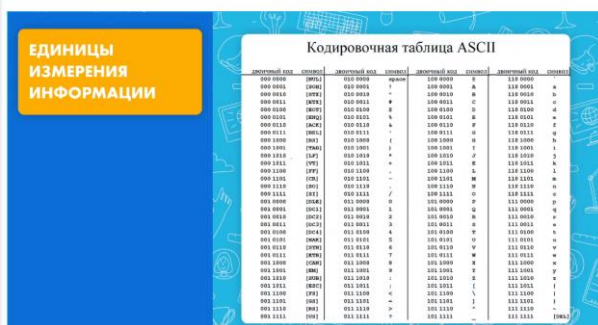 ЕДИНИЦЫ
ИЗМЕРЕНИЯ
ИНФОРМАЦИИ
Кодировочная таблица ASCII
двоичный код символ двоичный код символ двоичный код символ двоичный код символ
000 0000 [NUL] 010 0000 space 100 0000 110 0000
000 0001 [SOH] 010 0001 ! 100 0001 A 110 0001 a
000 0010 [STX] 010 0010 " 100 0010 B 110 0010 b
000 0011 [ETX] 010 0011 # 100 0011 C 110 0011 c
000 0100 [EOT] 010 0100 $ 100 0100 D 110 0100 d
000 0101 [ENQ] 010 0101 % 100 0101 E 110 0101 e
000 0110 [ACK] 010 0110 & 100 0110 F 110 0110 f
000 0111 [BEL] 010 0111 ' 100 0111 G 110 0111 g
000 1000 [BS] 010 1000 ( 100 1000 H 110 1000 h
000 1001 [TAB] 010 1001 ) 100 1001 I 110 1001 i
000 1010 [LF] 010 1010 * 100 1010 J 110 1010 j
000 1011 [VT] 010 1011 + 100 1011 K 110 1011 k
000 1100 [FF] 010 1100 , 100 1100 L 110 1100 l
000 1101 [CR] 010 1101 - 100 1101 M 110 1101 m
000 1110 [SO] 010 1110 . 100 1110 N 110 1110 n
000 1111 [SI] 010 1111 / 100 1111 O 110 1111 o
001 0000 [DLE] 011 0000 0 101 0000 P 111 0000 p
001 0001 [DC1] 011 0001 1 101 0001 Q 111 0001 q
001 0010 [DC2] 011 0010 2 101 0010 R 111 0010 r
001 0011 [DC3] 011 0011 3 101 0011 S 111 0011 s
001 0100 [DC4] 011 0100 4 101 0100 T 111 0100 t
001 0101 [NAK] 011 0101 5 101 0101 U 111 0101 u
001 0110 [SYN] 011 0110 6 101 0110 V 111 0110 v
001 0111 [ETB] 011 0111 7 101 0111 W 111 0111 w
001 1000 [CAN] 011 1000 8 101 1000 X 111 1000 x
001 1001 [EM] 011 1001 9 101 1001 Y 111 1001 y
001 1010 [SUB] 011 1010 : 101 1010 Z 111 1010 z
001 1011 [ESC] 011 1011 ; 101 1011 [ 111 1011 {
001 1100 [FS] 011 1100 < 101 1100 \ 111 1100 |
001 1101 [GS] 011 1101 = 101 1101 ] 111 1101 }
001 1110 [RS] 011 1110 > 101 1110 ^ 111 1110 ~
001 1111 [US] 011 1111 ? 101 1111 _ 111 1111 [DEL]